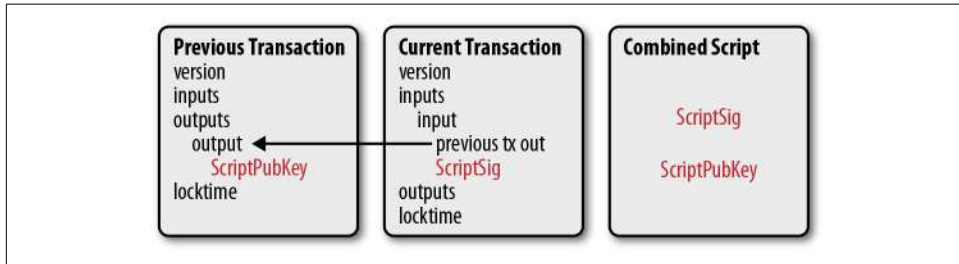 Previous Transaction
version
inputs
outputs
output
ScriptPubKey
locktime
Current Transaction
version
inputs
input
previous tx out
ScriptSig
outputs
locktime
Combined Script
ScriptSig
ScriptPubKey